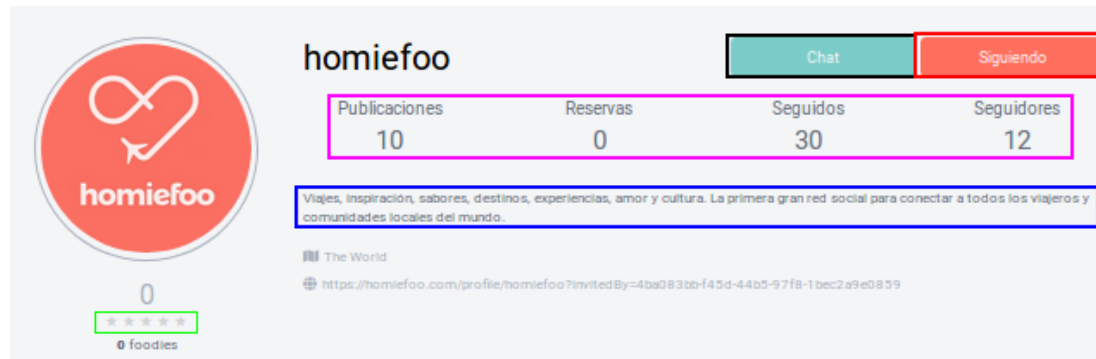 homiefoo
Chat
Siguiendo
Publicaciones Reservas Seguidos Seguidores
10 0 30 12
homiefoo
Viajes, inspiración, sabores, destinos, experiencias, amor y cultura. La primera gran red social para conectar a todos los viajeros y
comunidades locales del mundo.
The World
https://homiefoo.com/profile/homiefoo?invitedBy=4ba083bb-f45d-44b5-97f8-1bec2a9e0859
0
0 foodies